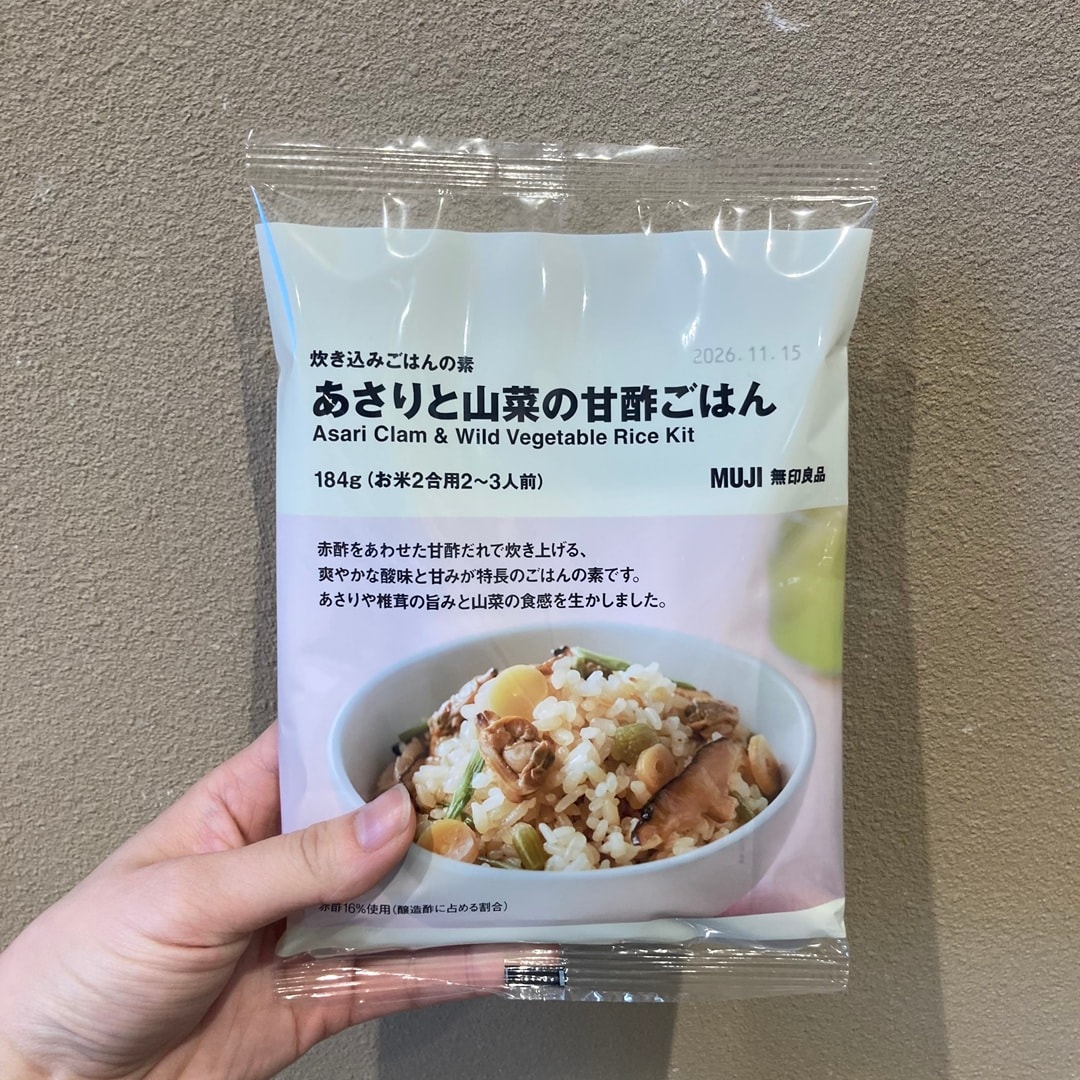 炊き込みごはんの素
2026.11.15
あさりと山菜の甘酢ごはん
Asari Clam & Wild Vegetable Rice Kit
184g(お米2合用2〜3人前)
MUJI 無印良品
赤酢をあわせた甘酢だれで炊き上げる、
爽やかな酸味と甘みが特長のごはんの素です。
あさりや椎茸の旨みと山菜の食感を生かしました。
赤酢16%使用(醸造酢に占める割合)